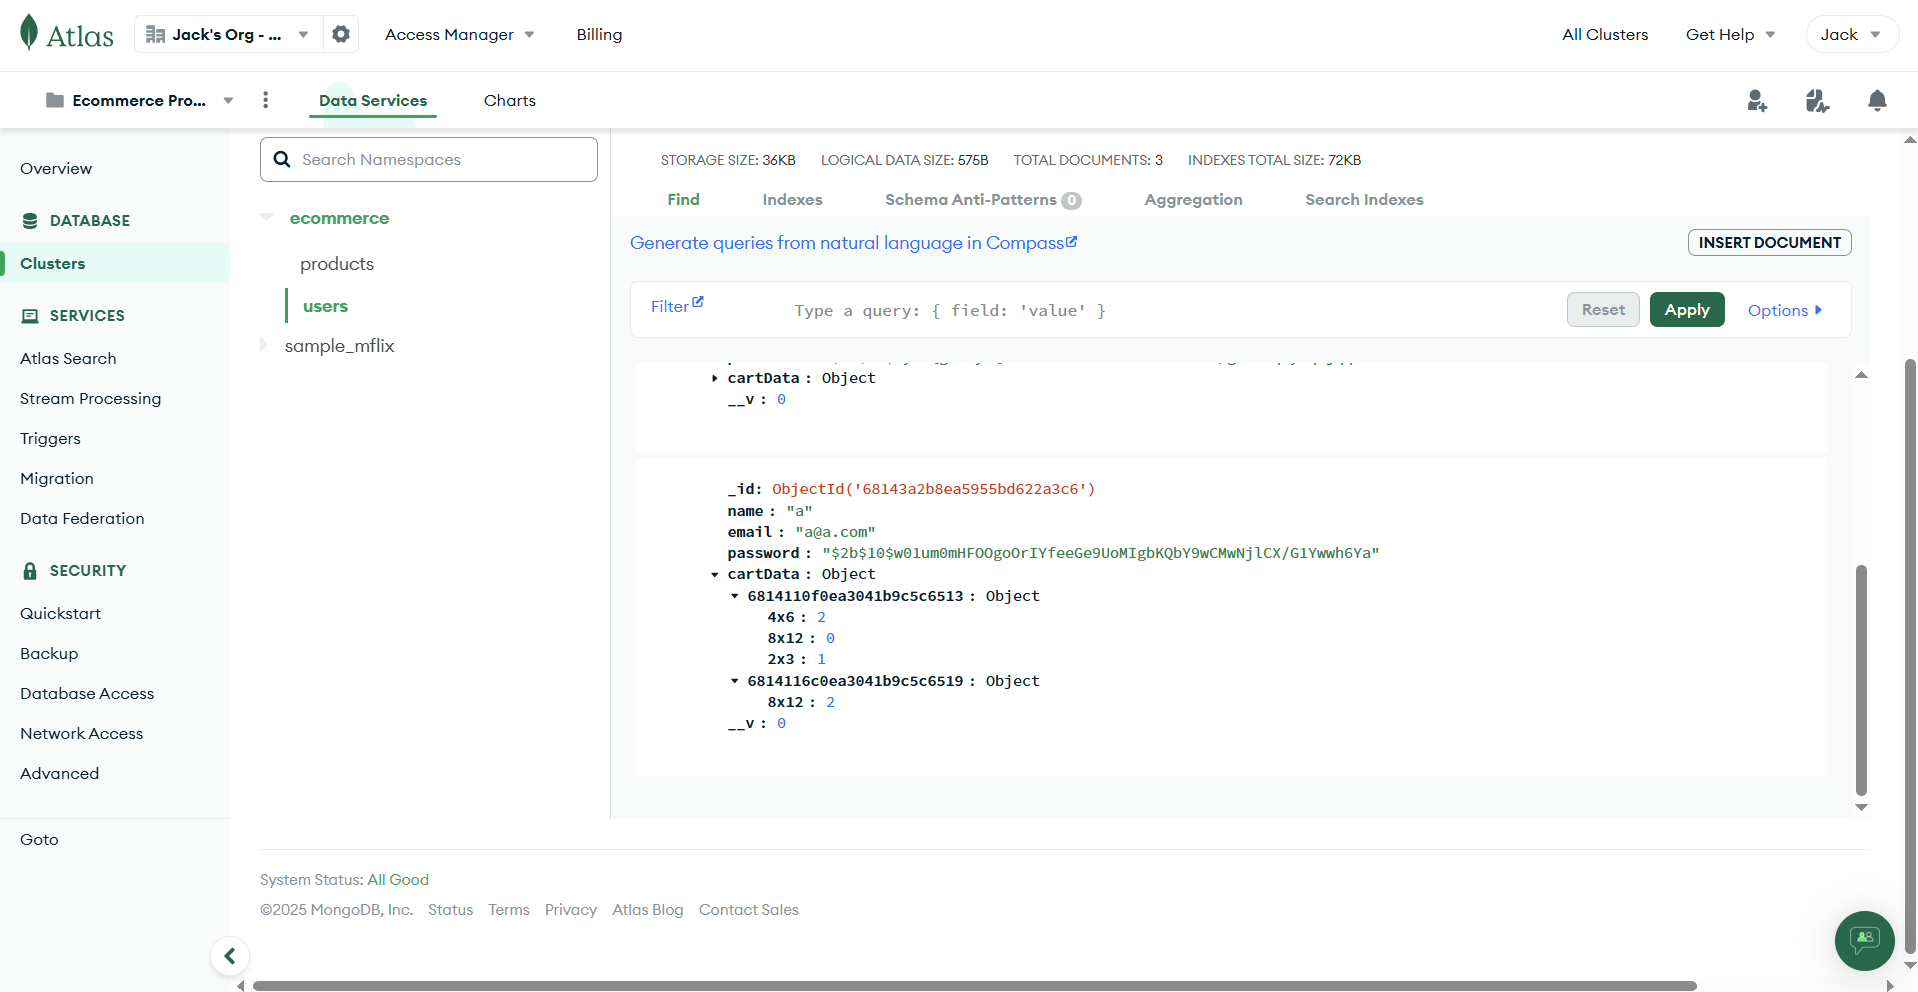 Atlas
Jack's Org - ...
Access Manager
Billing
All Clusters
Get Help
Jack
Ecommerce Pro...
Data Services
Charts
Overview
DATABASE
Clusters
SERVICES
Atlas Search
Stream Processing
Triggers
Migration
Data Federation
SECURITY
Quickstart
Backup
Database Access
Network Access
Advanced
Goto
Search Namespaces
ecommerce
products
users
sample_mflix
STORAGE SIZE: 36KB LOGICAL DATA SIZE: 575B TOTAL DOCUMENTS: 3 INDEXES TOTAL SIZE: 72KB
Find Indexes Schema Anti-Patterns 0 Aggregation Search Indexes
Generate queries from natural language in Compass
INSERT DOCUMENT
Filter
Type a query: { field: 'value' }
Reset
Apply
Options
cartData : Object
__v : 0
_id: ObjectId('68143a2b8ea5955bd622a3c6')
name : "a"
email : "a@a.com"
password : "$2b$10$w01um0mHFOOgoOrIYfeeGe9UoMIgbKQbY9wCMwNjlCX/G1Ywwh6Ya"
cartData : Object
6814110f0ea3041b9c5c6513 : Object
4x6 : 2
8x12 : 0
2x3 : 1
6814116c0ea3041b9c5c6519 : Object
8x12 : 2
__v : 0
System Status: All Good
©2025 MongoDB, Inc. Status Terms Privacy Atlas Blog Contact Sales